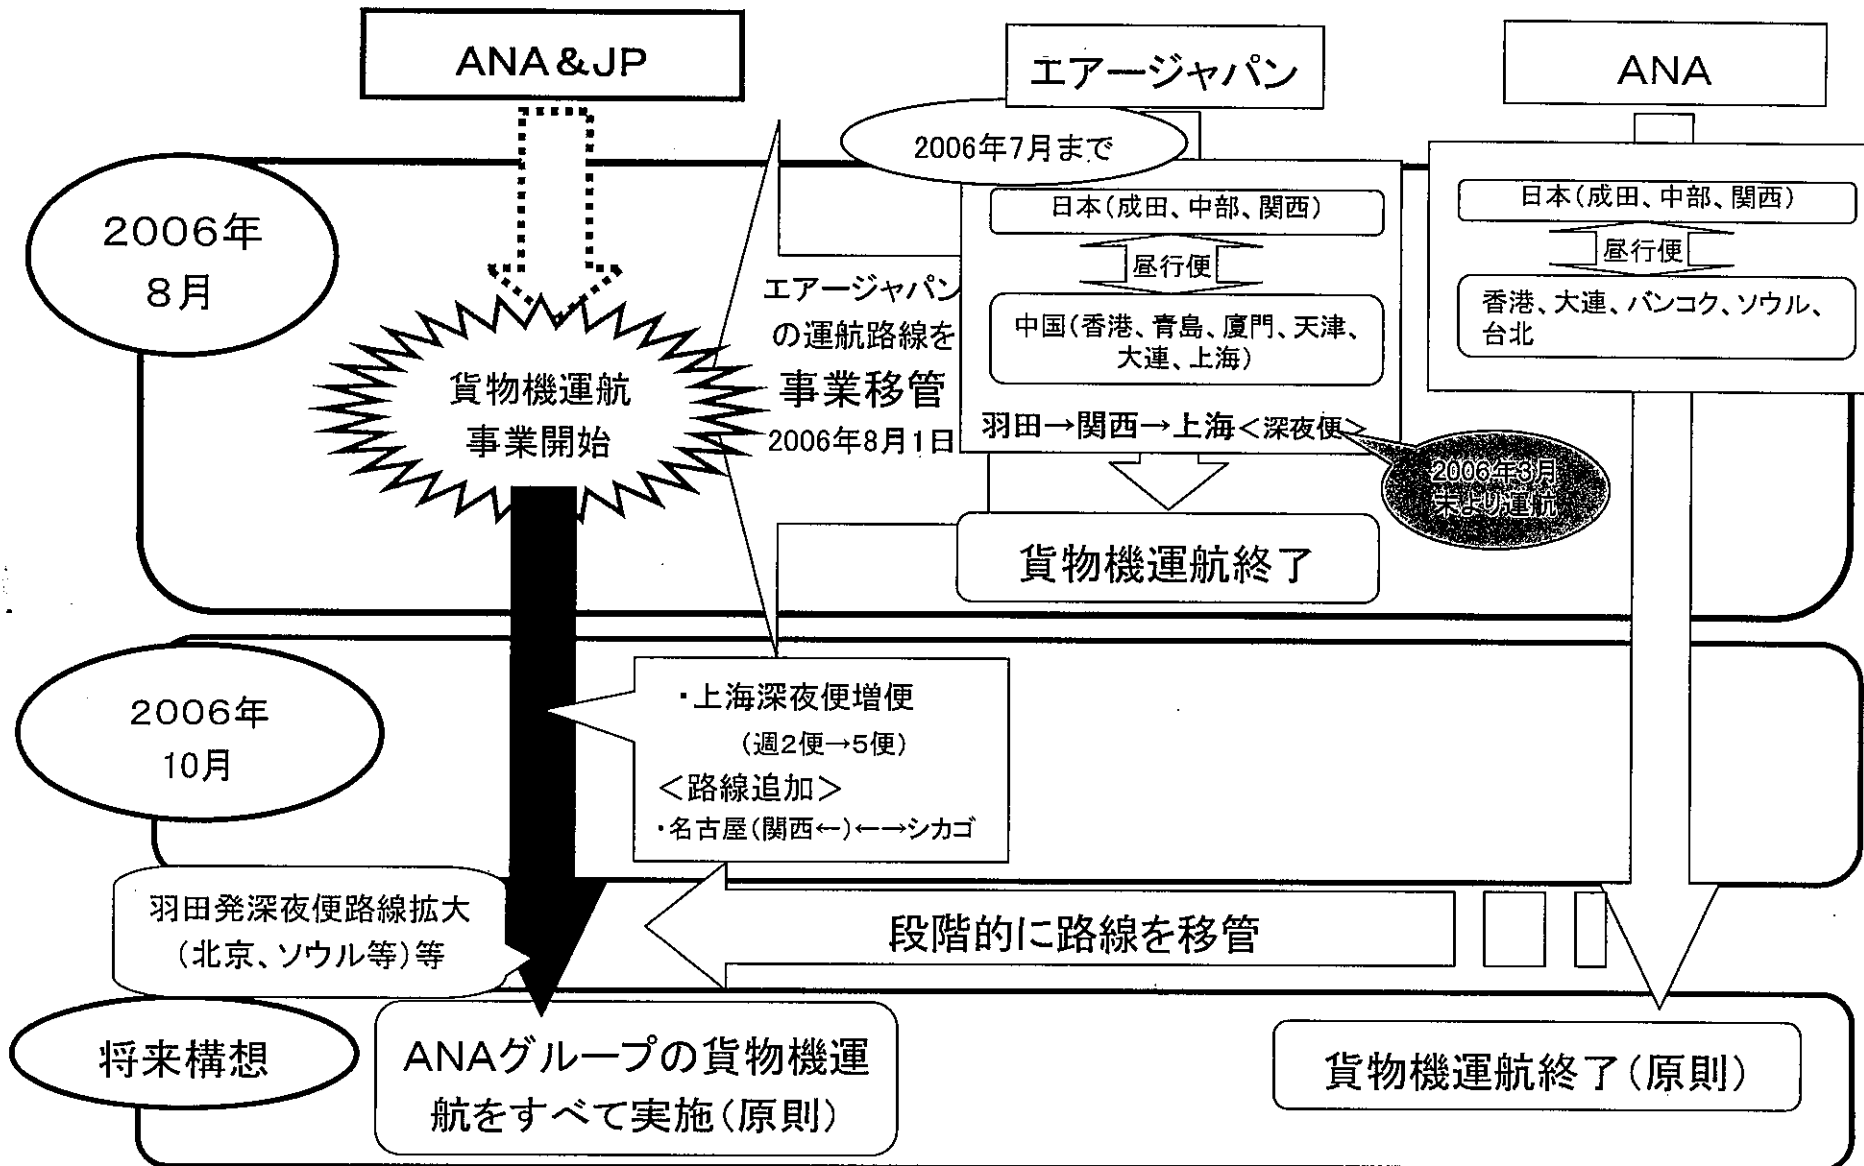 ANA&JP
エアージャパン
ANA
2006年7月まで
2006年
8月
日本(成田、中部、関西)
昼行便
中国(香港、青島、廈門、天津、
大連、上海)
羽田→関西→上海<深夜便>
2006年3月
末より運航
貨物機運航終了
日本(成田、中部、関西)
昼行便
香港、大連、バンコク、ソウル、
台北
エアージャパン
の運航路線を
事業移管
2006年8月1日
貨物機運航
事業開始
2006年
10月
・上海深夜便増便
(週2便→5便)
<路線追加>
・名古屋(関西←)←→シカゴ
羽田発深夜便路線拡大
(北京、ソウル等)等
段階的に路線を移管
将来構想
ANAグループの貨物機運
航をすべて実施(原則)
貨物機運航終了(原則)